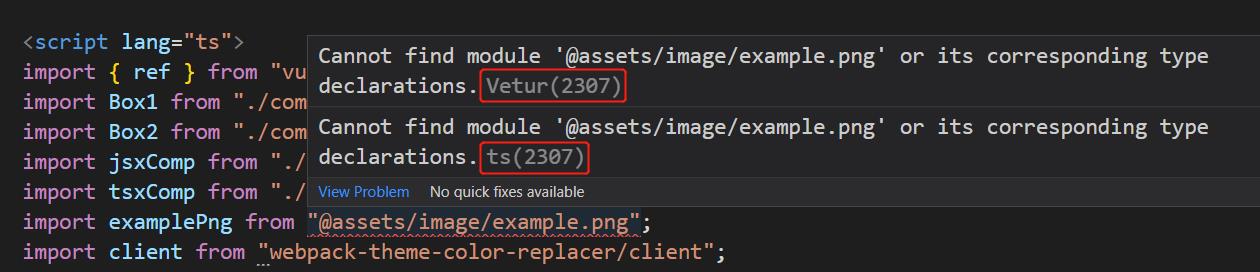 <script lang="ts">
import { ref } from "vu
import Box1 from "./com
import Box2 from "./com
import jsxComp from "./
import tsxComp from "./
Cannot find module '@assets/image/example.png' or its corresponding type
declarations. Vetur(2307)
Cannot find module '@assets/image/example.png' or its corresponding type
declarations. ts(2307)
View Problem No quick fixes available
import examplePng from "@assets/image/example.png";
import client from "webpack-theme-color-replacer/client";